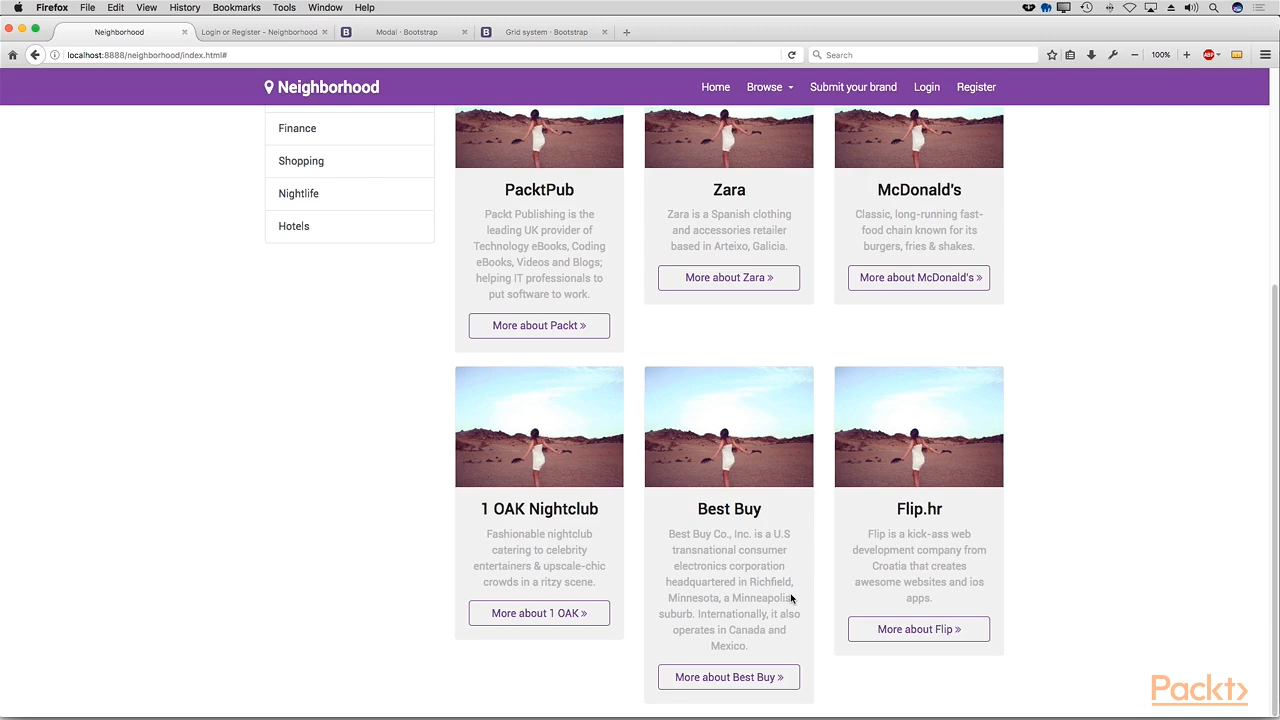 Firefox File Edit View History Bookmarks Tools Window Help
Neighborhood
Login or Register - Neighborhood
Modal · Bootstrap
Grid system · Bootstrap
localhost:8888/neighborhood/index.html#
Search
100%
ABP
Neighborhood
Home Browse Submit your brand Login Register
Finance
Shopping
Nightlife
Hotels
PacktPub
Packt Publishing is the
leading UK provider of
Technology eBooks, Coding
eBooks, Videos and Blogs;
helping IT professionals to
put software to work.
More about Packt »
Zara
Zara is a Spanish clothing
and accessories retailer
based in Arteixo, Galicia.
More about Zara »
McDonald's
Classic, long-running fast-
food chain known for its
burgers, fries & shakes.
More about McDonald's »
1 OAK Nightclub
Fashionable nightclub
catering to celebrity
entertainers & upscale-chic
crowds in a ritzy scene.
More about 1 OAK »
Best Buy
Best Buy Co., Inc. is a U.S
transnational consumer
electronics corporation
headquartered in Richfield,
Minnesota, a Minneapolis
suburb. Internationally, it also
operates in Canada and
Mexico.
More about Best Buy »
Flip.hr
Flip is a kick-ass web
development company from
Croatia that creates
awesome websites and ios
apps.
More about Flip »
Packt>